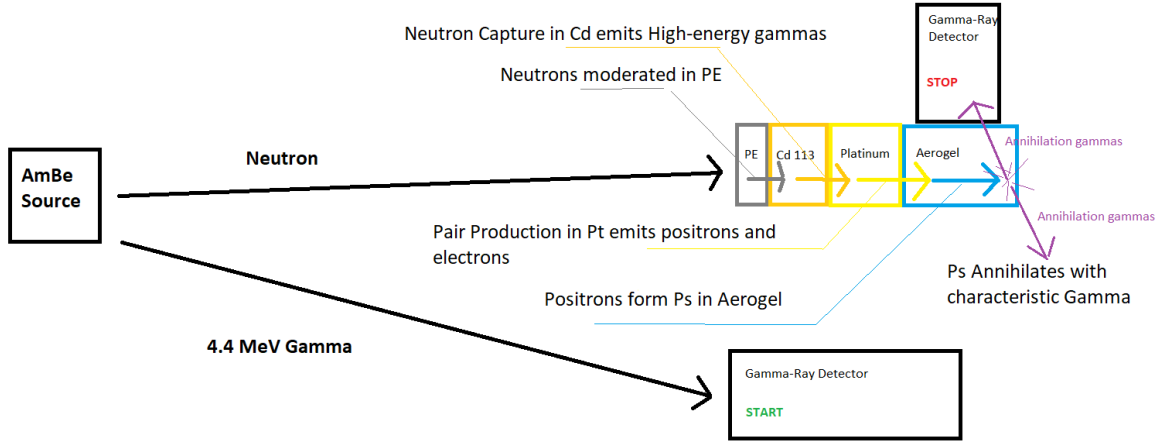 Neutron Capture in Cd emits High-energy gammas
Neutrons moderated in PE
Gamma-Ray
Detector
STOP
AmBe
Source
Neutron
PE
Cd 113
Platinum
Aerogel
Annihilation gammas
Annihilation gammas
Pair Production in Pt emits positrons and
electrons
Positrons form Ps in Aerogel
Ps Annihilates with
characteristic Gamma
4.4 MeV Gamma
Gamma-Ray Detector
START